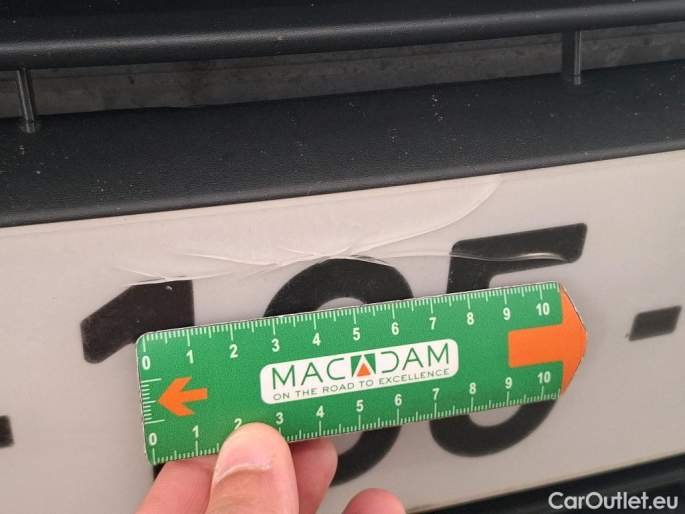 0 1 2 3 4 5 6 7 8 9 10
MACADAM
ON THE ROAD TO EXCELLENCE
0 1 2 3 4 5 6 7 8 9 10
CarOutlet.eu